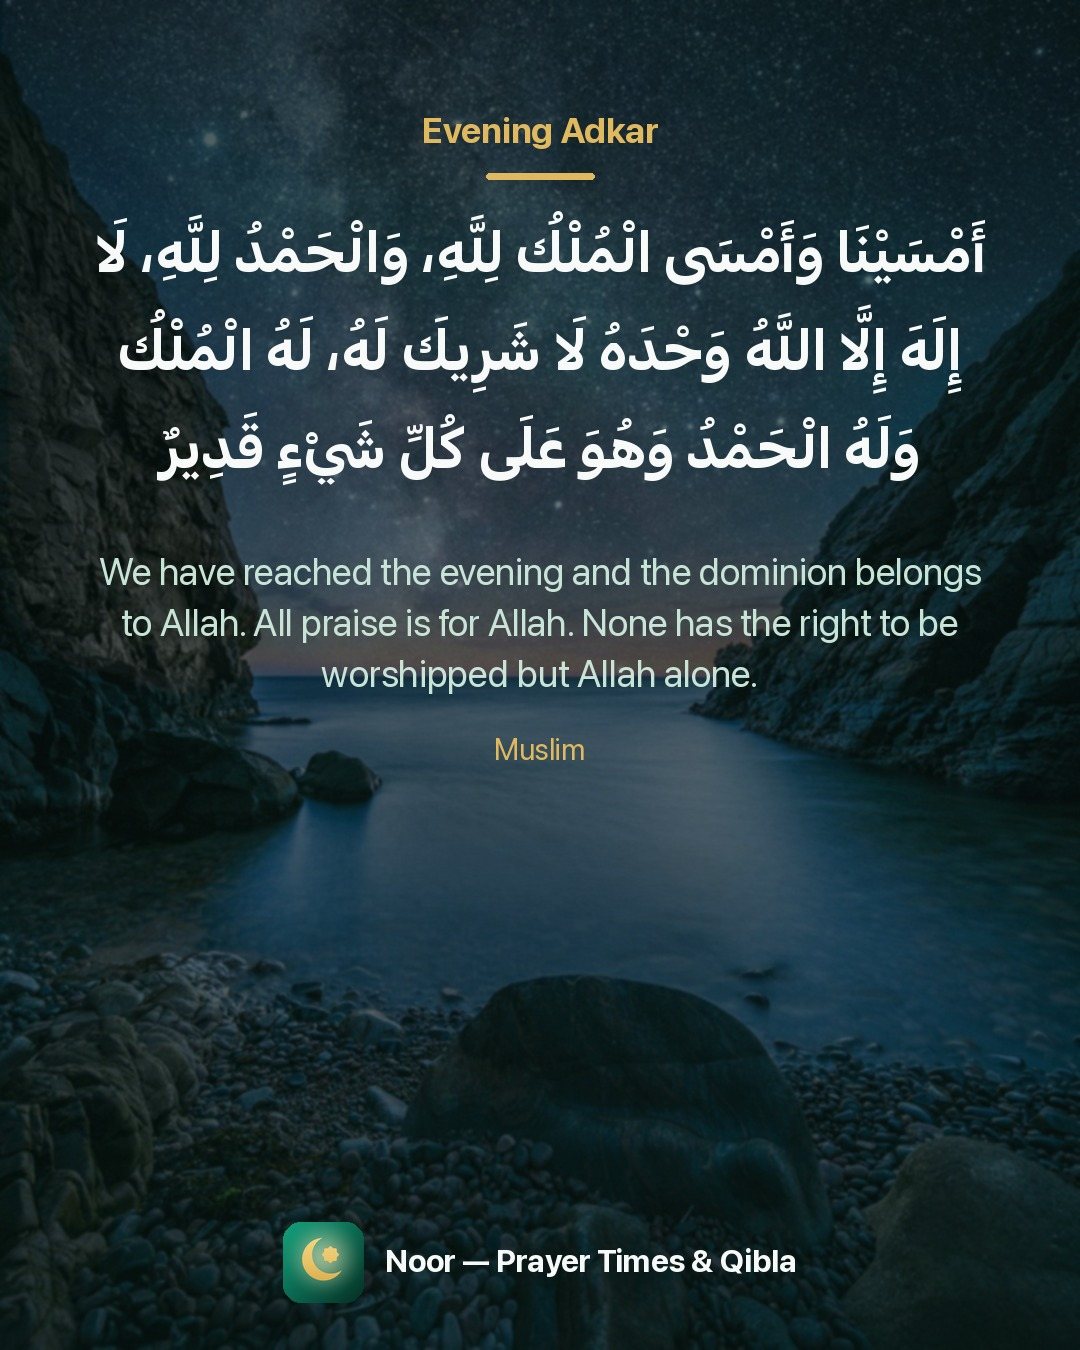 Evening Adkar
أَمْسَيْنَا وَأَمْسَى الْمُلْكُ لِلَّهِ، وَالْحَمْدُ لِلَّهِ، لَا
إِلَهَ إِلَّا اللَّهُ وَحْدَهُ لَا شَرِيكَ لَهُ، لَهُ الْمُلْكُ
وَلَهُ الْحَمْدُ وَهُوَ عَلَى كُلِّ شَيْءٍ قَدِيرٌ
We have reached the evening and the dominion belongs
to Allah. All praise is for Allah. None has the right to be
worshipped but Allah alone.
Muslim
Noor — Prayer Times & Qibla